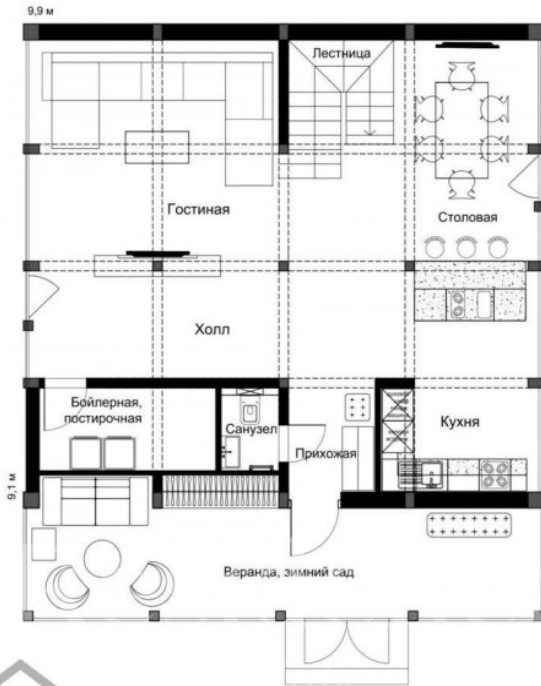 9,9 м
Лестница
Гостиная
Столовая
Холл
Бойлерная,
постирочная
Санузел
Кухня
Прихожая
9,1 м
Веранда, зимний сад